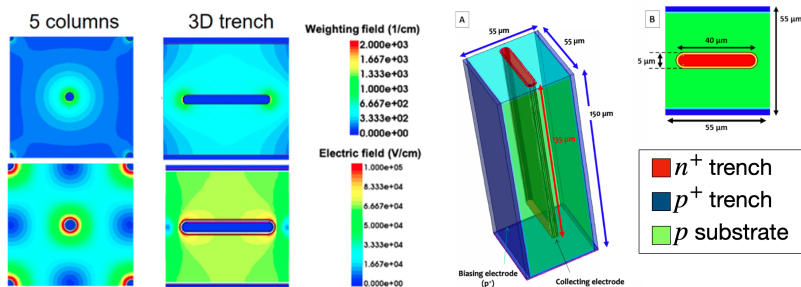 5 columns
3D trench
Weighting field (1/cm)
2.000e+03
1.667e+03
1.333e+03
1.000e+03
6.667e+02
3.333e+02
0.000e+00
Electric field (V/cm)
1.000e+05
8.333e+04
6.667e+04
5.000e+04
3.333e+04
1.667e+04
0.000e+00
A
55 µm
55 µm
150 µm
135 µm
Biasing electrode
(p⁺)
Collecting electrode
B
40 µm
5 µm
55 µm
55 µm
n⁺ trench
p⁺ trench
p substrate